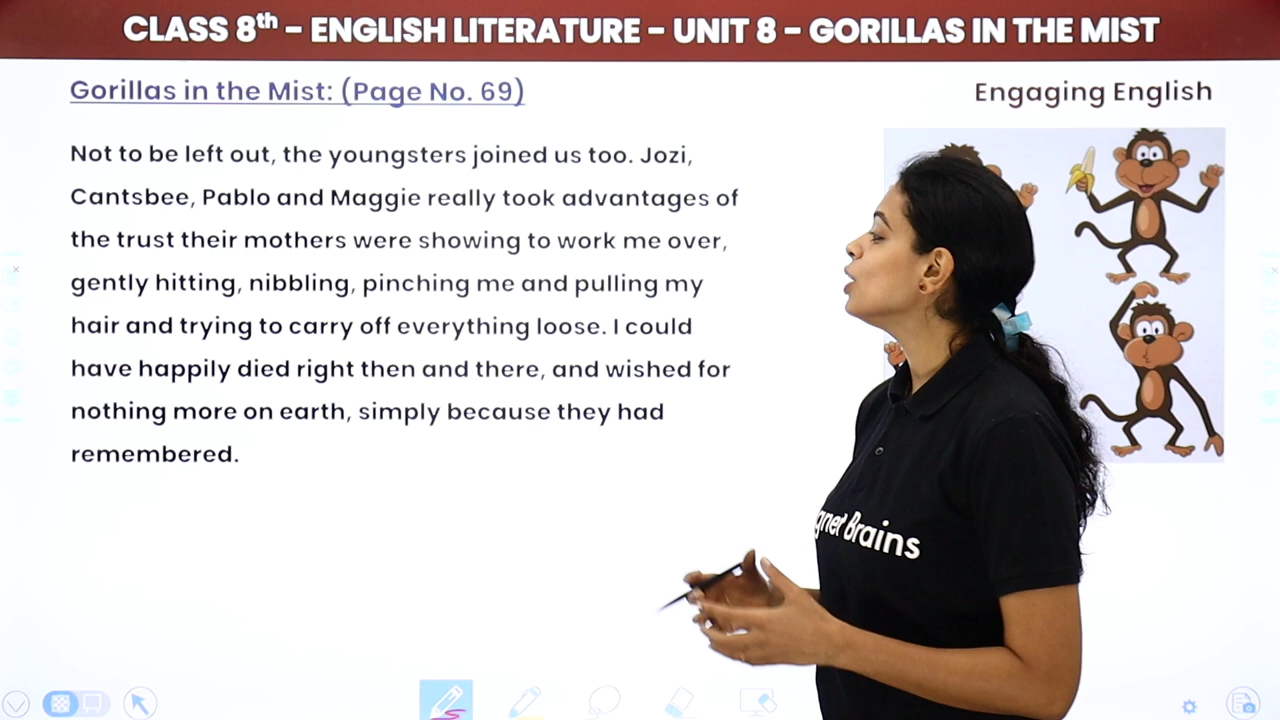 CLASS 8th – ENGLISH LITERATURE – UNIT 8 – GORILLAS IN THE MIST
Gorillas in the Mist: (Page No. 69)
Engaging English
Not to be left out, the youngsters joined us too. Jozi,
Cantsbee, Pablo and Maggie really took advantages of
the trust their mothers were showing to work me over,
gently hitting, nibbling, pinching me and pulling my
hair and trying to carry off everything loose. I could
have happily died right then and there, and wished for
nothing more on earth, simply because they had
remembered.
gnet Brains